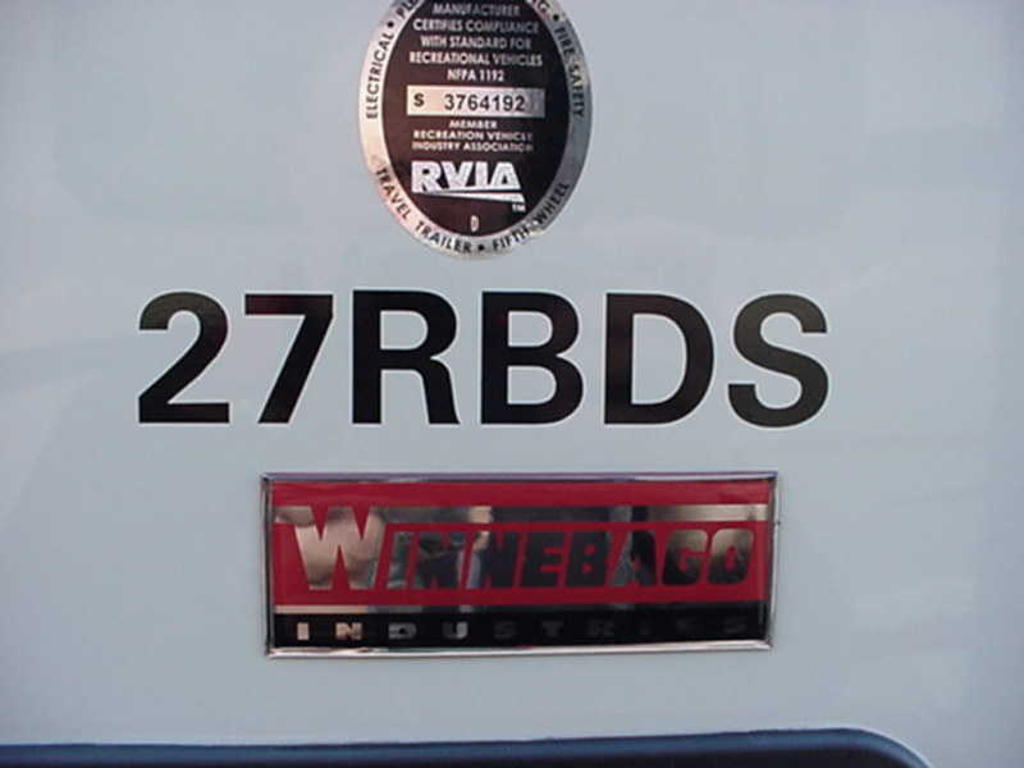 MANUFACTURER
CERTIFIES COMPLIANCE
WITH STANDARD FOR
RECREATIONAL VEHICLES
NFPA 1192
S 3764192
MEMBER
RECREATION VEHICLE
INDUSTRY ASSOCIATION
RVIA
TM
D
ELECTRICAL •
• FIRE SAFETY
TRAVEL TRAILER • FIFTH WHEEL
27RBDS
WINNEBAGO
INDUSTRIES